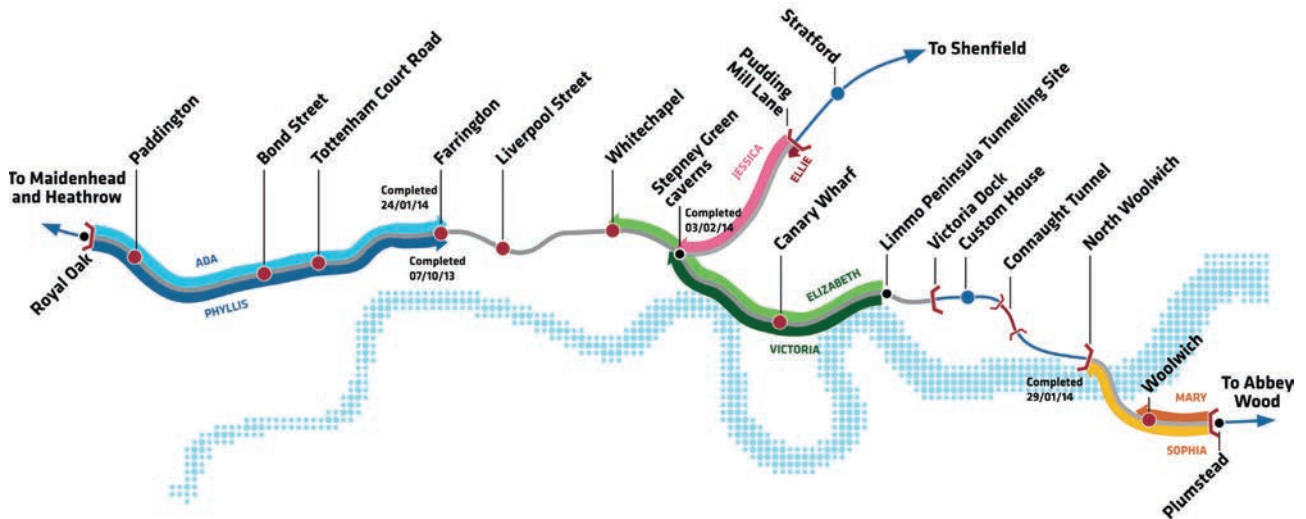 To Maidenhead
and Heathrow
Royal Oak
Paddington
Bond Street
Tottenham Court Road
ADA
PHYLLIS
Completed
24/01/14
Farringdon
Completed
07/10/13
Liverpool Street
Whitechapel
Stepney Green
caverns
JESSICA
Completed
03/02/14
Pudding
Mill Lane
ELLIE
Stratford
To Shenfield
Canary Wharf
ELIZABETH
VICTORIA
Limmo Peninsula Tunnelling Site
Victoria Dock
Custom House
Connaught Tunnel
North Woolwich
Completed
29/01/14
Woolwich
MARY
SOPHIA
To Abbey
Wood
Plumstead